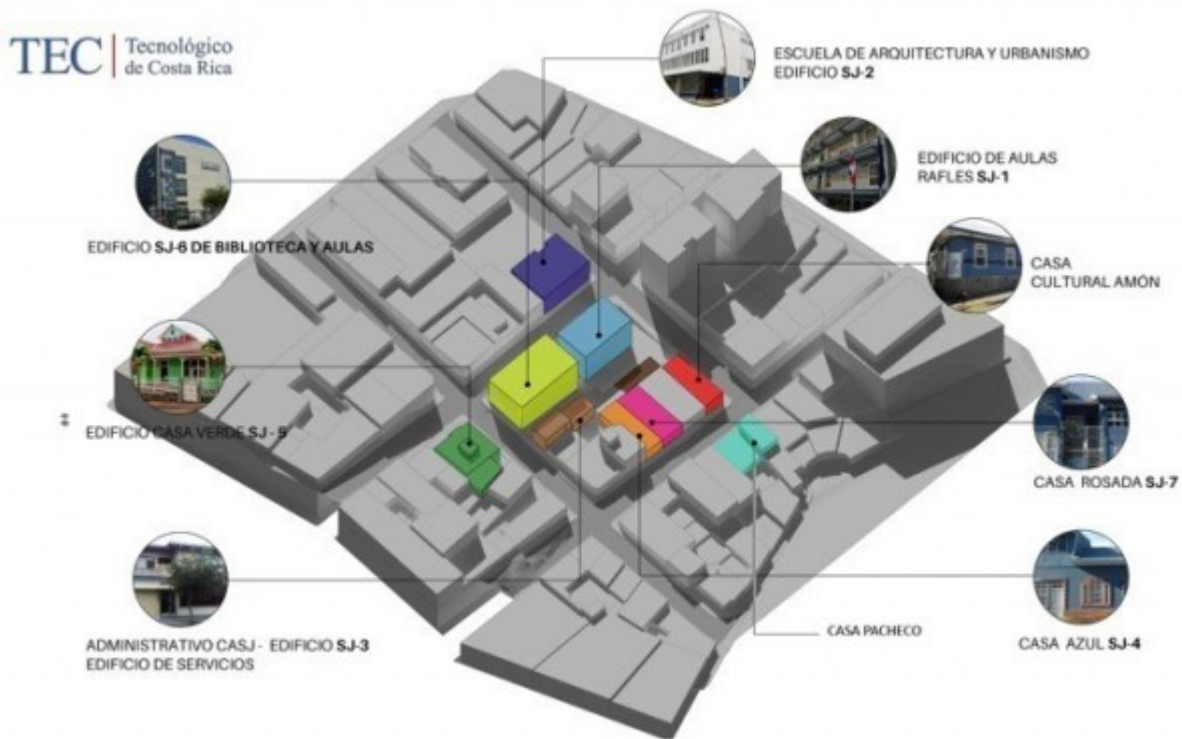 TEC
Tecnológico
de Costa Rica
ESCUELA DE ARQUITECTURA Y URBANISMO
EDIFICIO SJ-2
EDIFICIO DE AULAS
RAFLES SJ-1
EDIFICIO SJ-6 DE BIBLIOTECA Y AULAS
CASA
CULTURAL AMÓN
EDIFICIO CASA VERDE SJ - 5
CASA ROSADA SJ-7
ADMINISTRATIVO CASJ - EDIFICIO SJ-3
EDIFICIO DE SERVICIOS
CASA PACHECO
CASA AZUL SJ-4